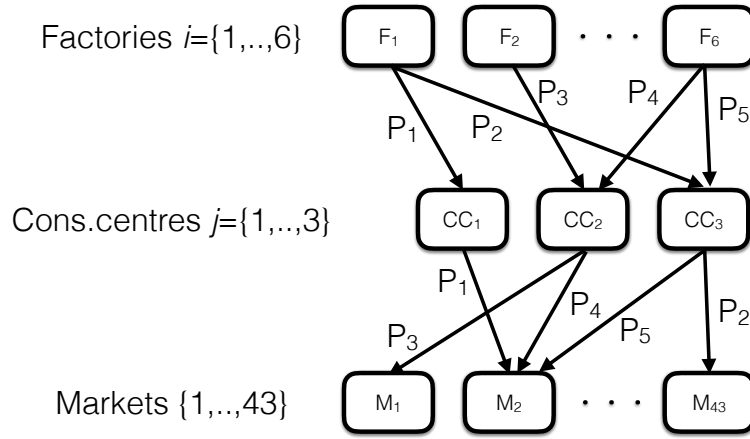 Factories i={1,..,6} F₁ F₂ · · · F₆
P₁ P₂ P₃ P₄ P₅
Cons.centres j={1,..,3} CC₁ CC₂ CC₃
P₃ P₁ P₄ P₅ P₂
Markets {1,..,43} M₁ M₂ · · · M₄₃